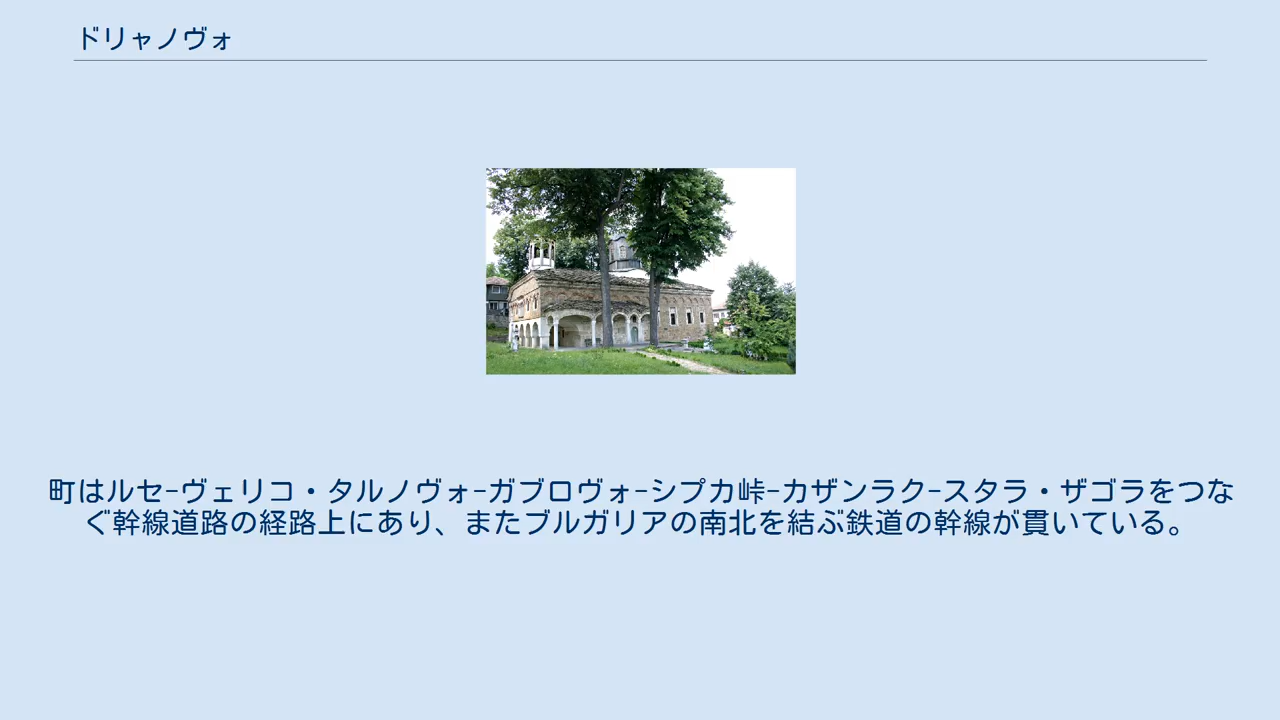 ドリャノヴォ
町はルセ-ヴェリコ・タルノヴォ-ガブロヴォ-シプカ峠-カザンラク-スタラ・ザゴラをつな
ぐ幹線道路の経路上にあり、またブルガリアの南北を結ぶ鉄道の幹線が貫いている。